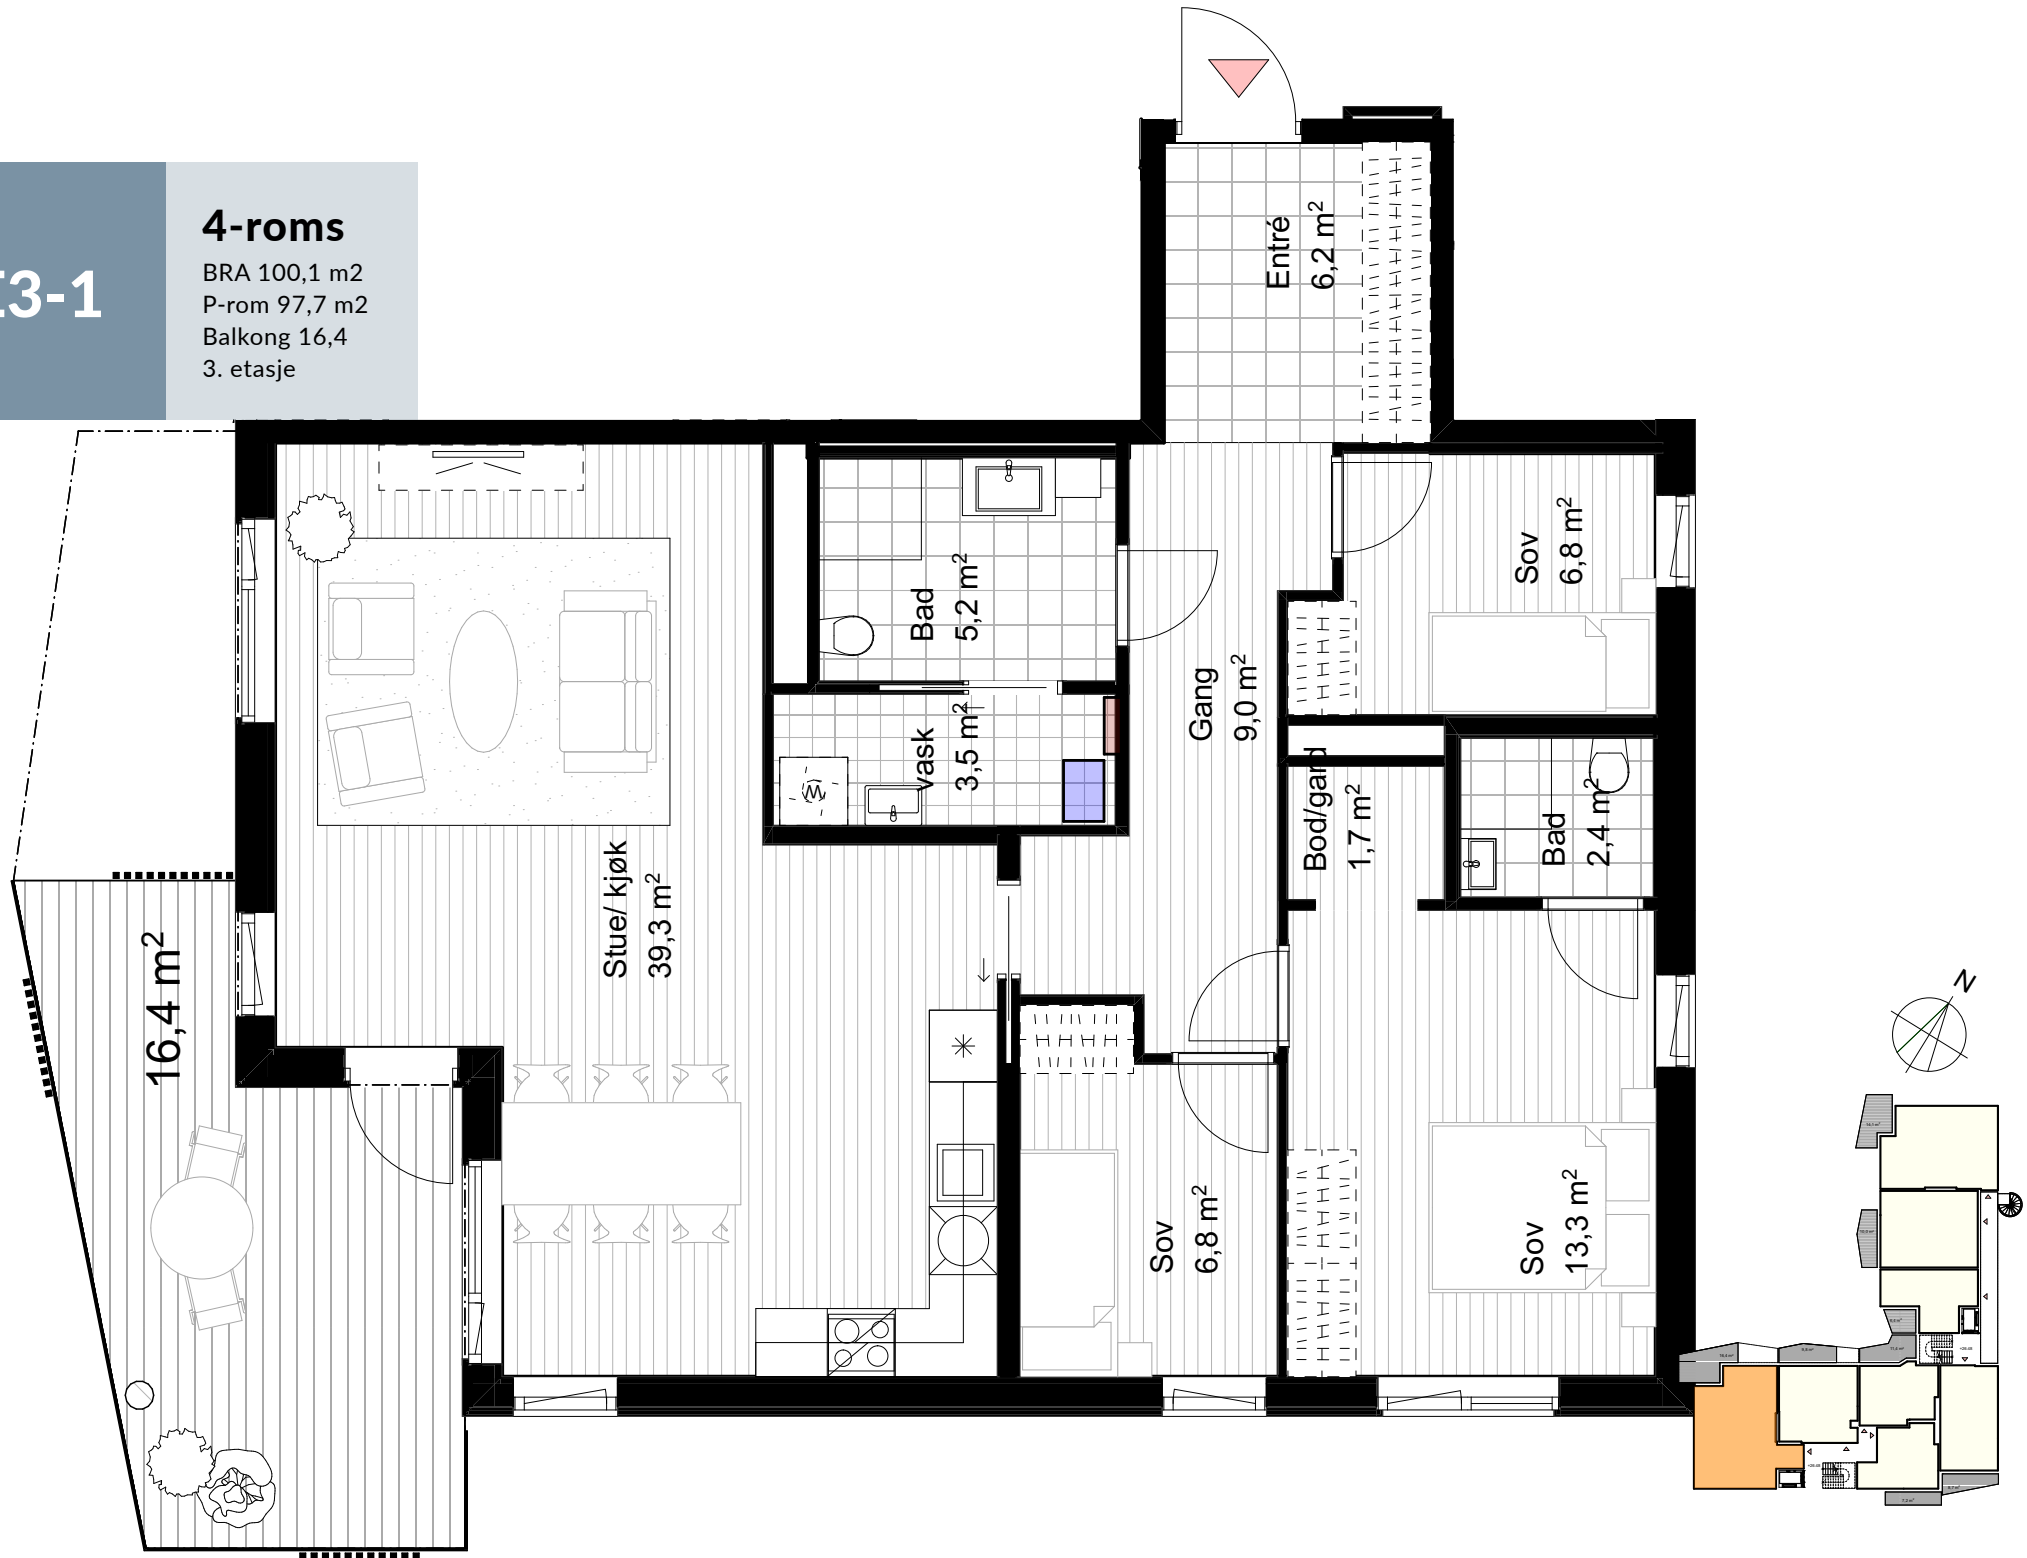 3-1
4-roms
BRA 100,1 m2
P-rom 97,7 m2
Balkong 16,4
3. etasje
Entré
6,2 m²
Sov
6,8 m²
Bad
5,2 m²
Gang
9,0 m²
vask
3,5 m²
W
Bod/gard
1,7 m²
Bad
2,4 m²
Stue/ kjøk
39,3 m²
16,4 m²
Sov
6,8 m²
Sov
13,3 m²
N